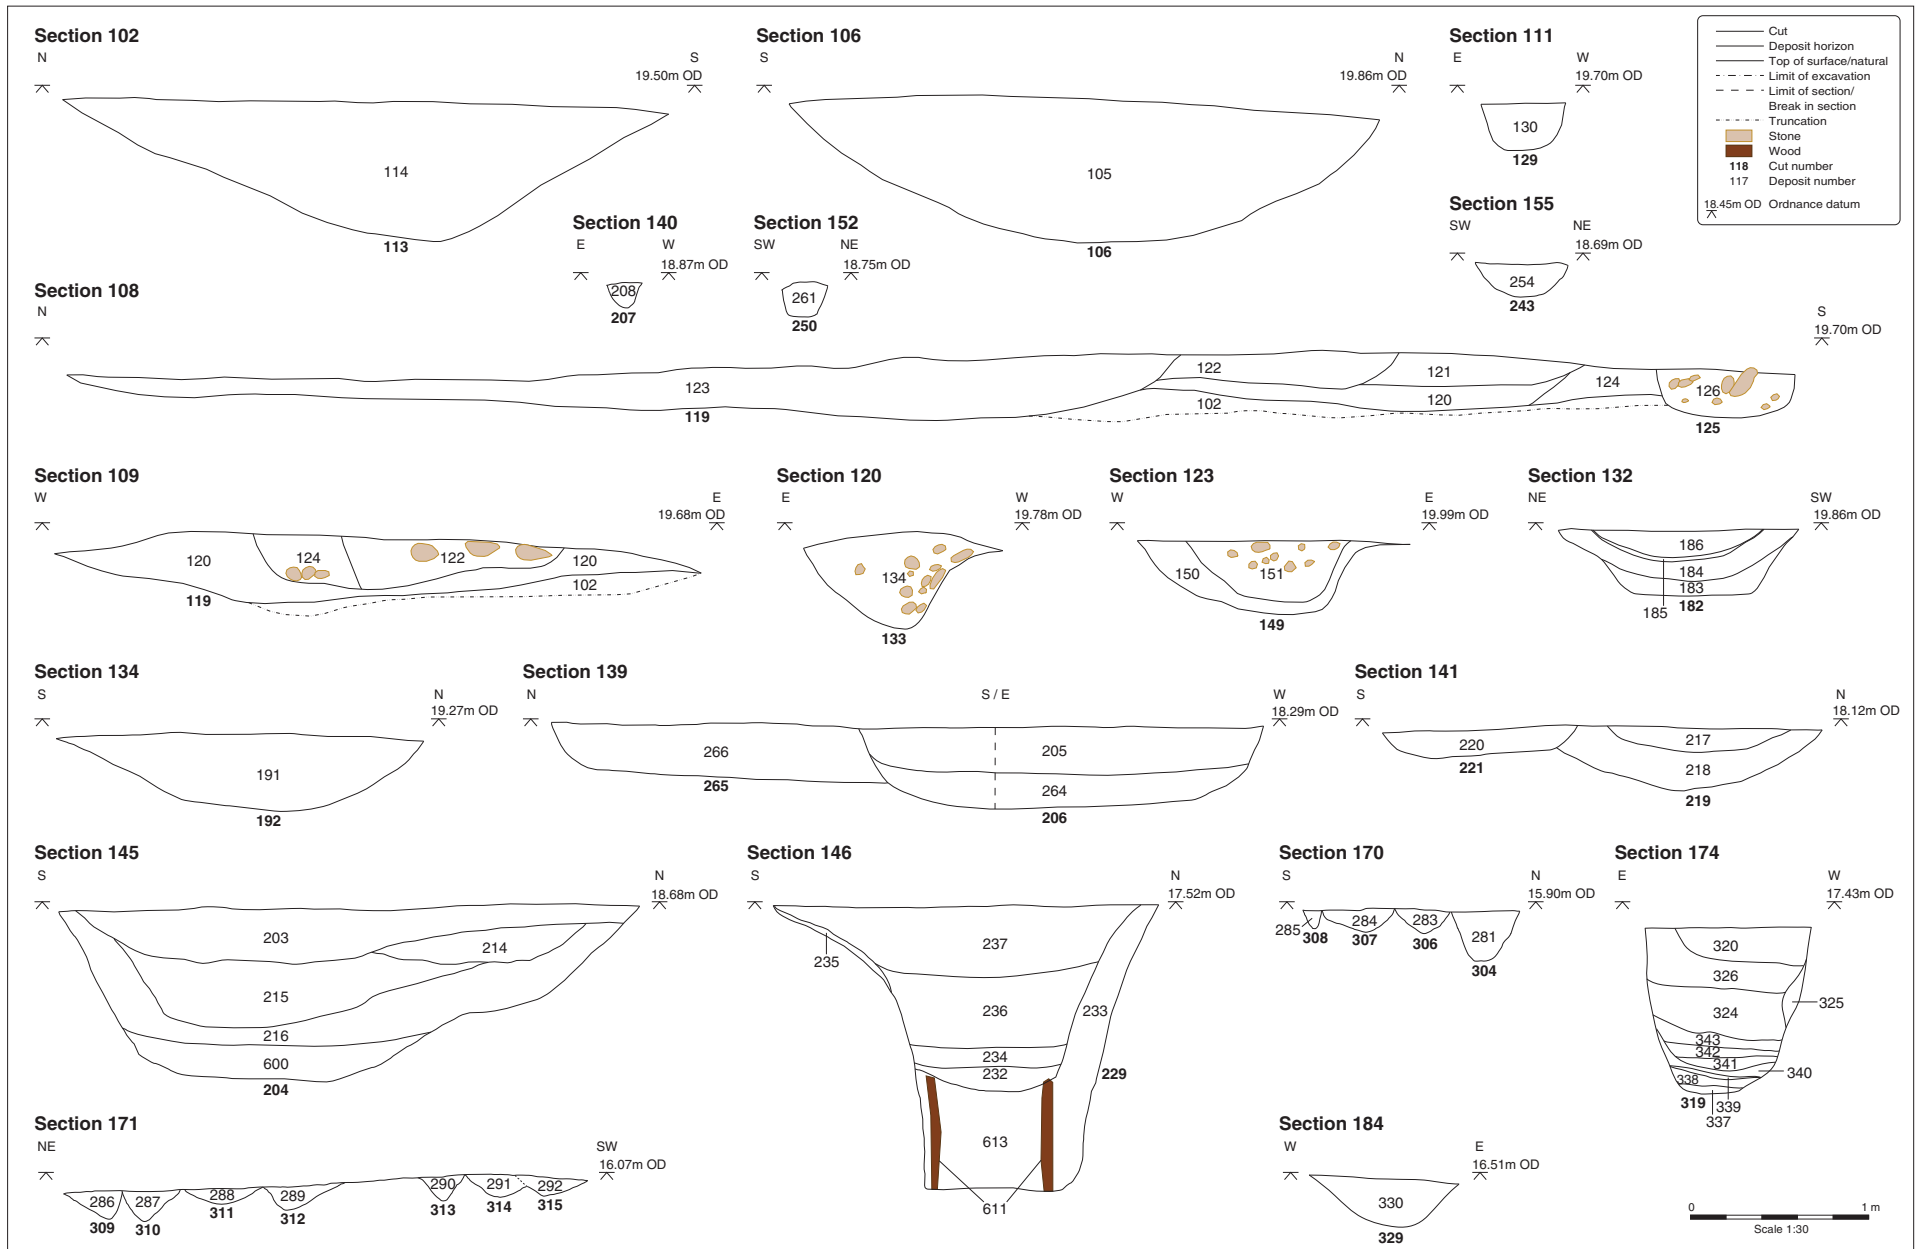 Section 102
N
S
19.50m OD
114
113
Section 106
S
N
19.86m OD
105
106
Section 111
E
W
19.70m OD
130
129
Cut
Deposit horizon
Top of surface/natural
Limit of excavation
Limit of section/
Break in section
Truncation
Stone
Wood
118 Cut number
117 Deposit number
18.45m OD Ordnance datum
Section 140
E
W
18.87m OD
208
207
Section 152
SW
NE
18.75m OD
261
250
Section 155
SW
NE
18.69m OD
254
243
Section 108
N
S
19.70m OD
123
119
122
102
121
120
124
126
125
Section 109
W
E
19.68m OD
120
124
122
120
102
119
Section 120
E
W
19.78m OD
134
133
Section 123
W
E
19.99m OD
150
151
149
Section 132
NE
SW
19.86m OD
186
184
183
185
182
Section 134
S
N
19.27m OD
191
192
Section 139
N
S / E
W
18.29m OD
266
265
205
264
206
Section 141
S
N
18.12m OD
220
221
217
218
219
Section 145
S
N
18.68m OD
203
214
215
216
600
204
Section 146
S
N
17.52m OD
235
237
236
233
234
232
229
613
611
Section 170
S
N
15.90m OD
285
308
284
307
283
306
281
304
Section 174
E
W
17.43m OD
320
326
325
324
343
342
341
340
338
319
339
337
Section 171
NE
SW
16.07m OD
286
309
287
310
288
311
289
312
290
313
291
314
292
315
Section 184
W
E
16.51m OD
330
329
0
1 m
Scale 1:30